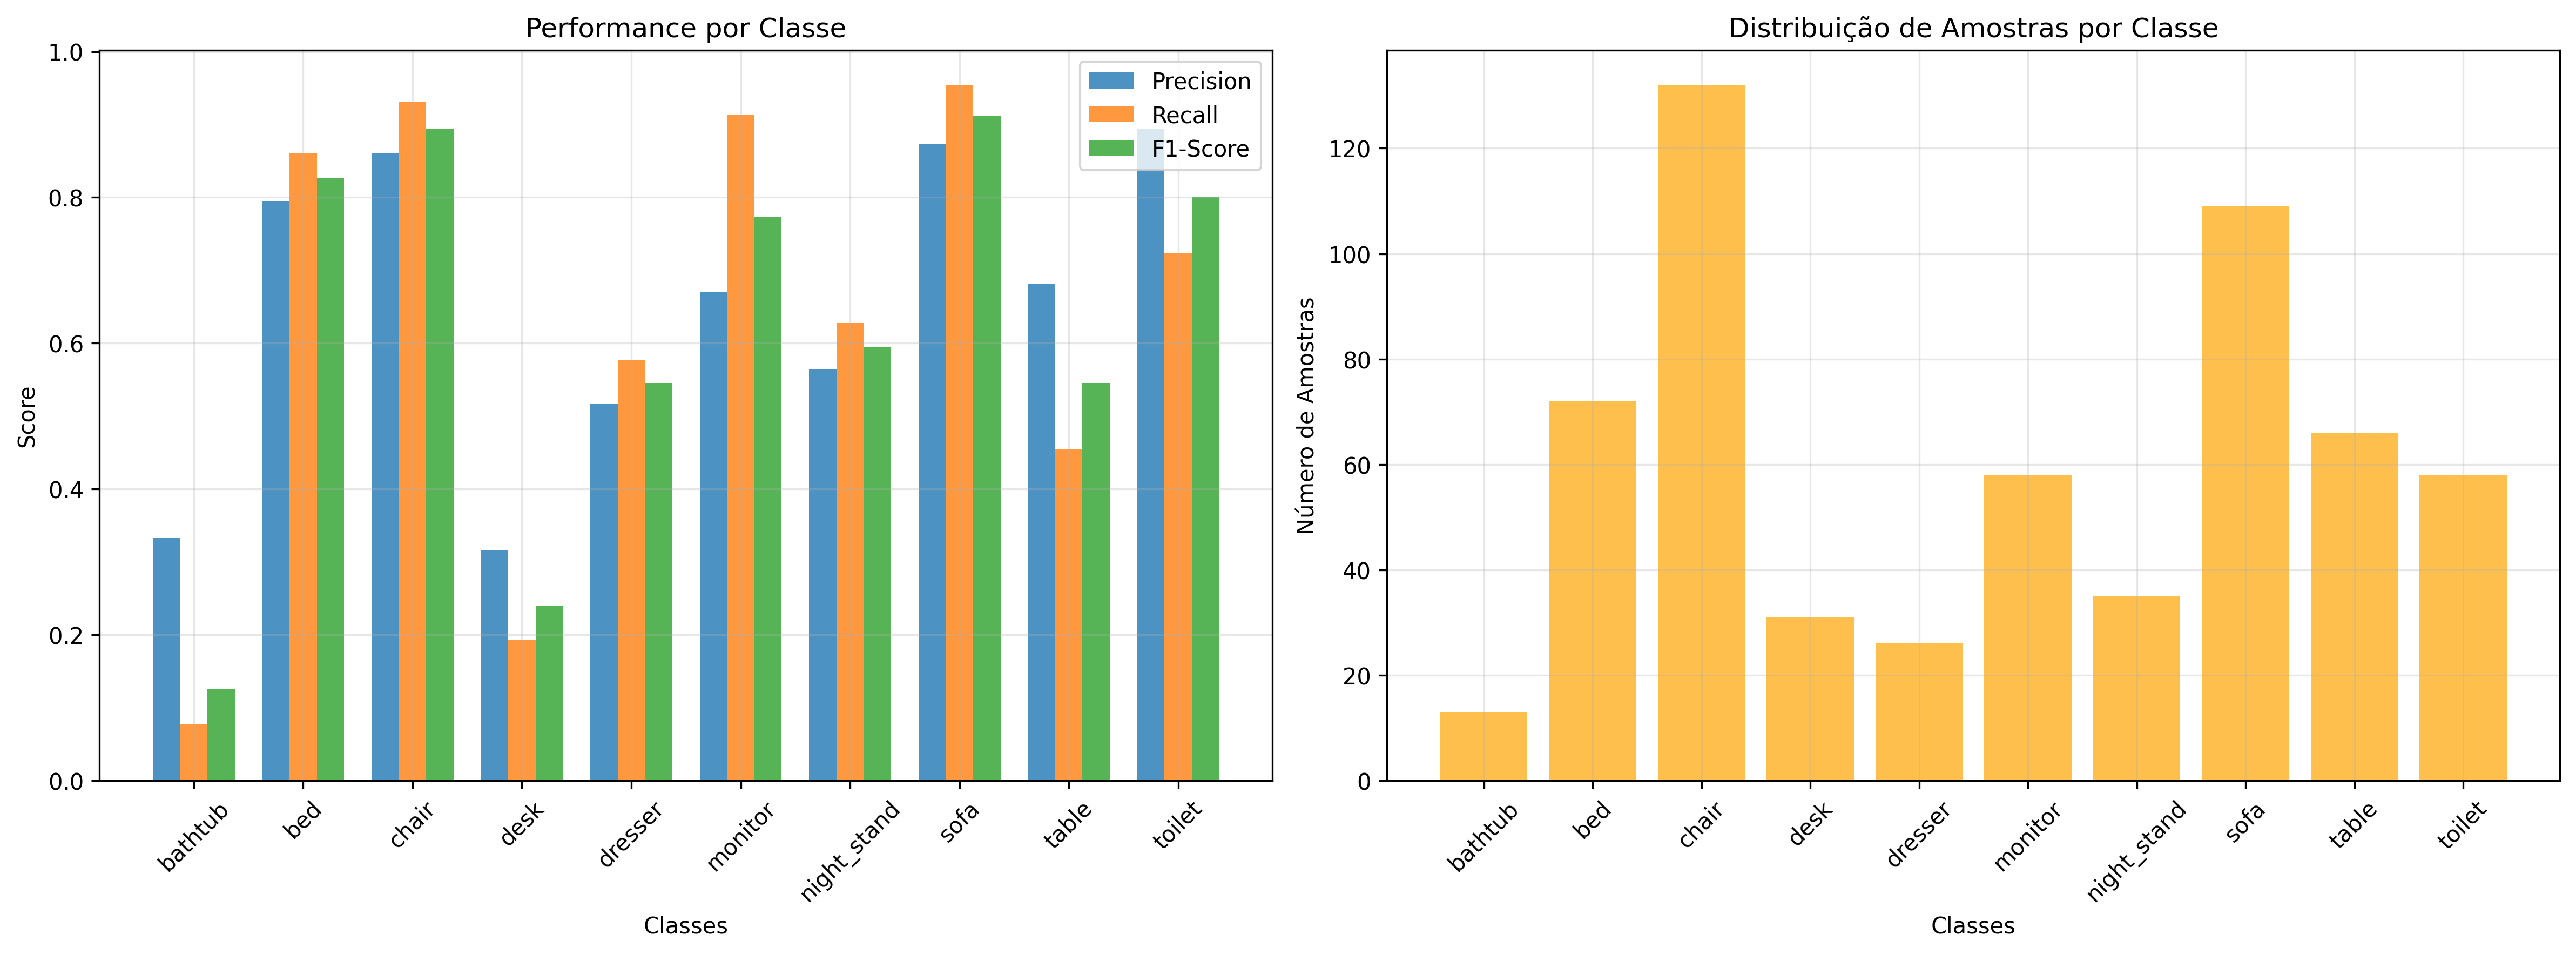 Performance por Classe
1.0
0.8
0.6
0.4
0.2
0.0
Score
Precision
Recall
F1-Score
bathtub
bed
chair
desk
dresser
monitor
night_stand
sofa
table
toilet
Classes
Distribuição de Amostras por Classe
120
100
80
60
40
20
0
Número de Amostras
bathtub
bed
chair
desk
dresser
monitor
night_stand
sofa
table
toilet
Classes